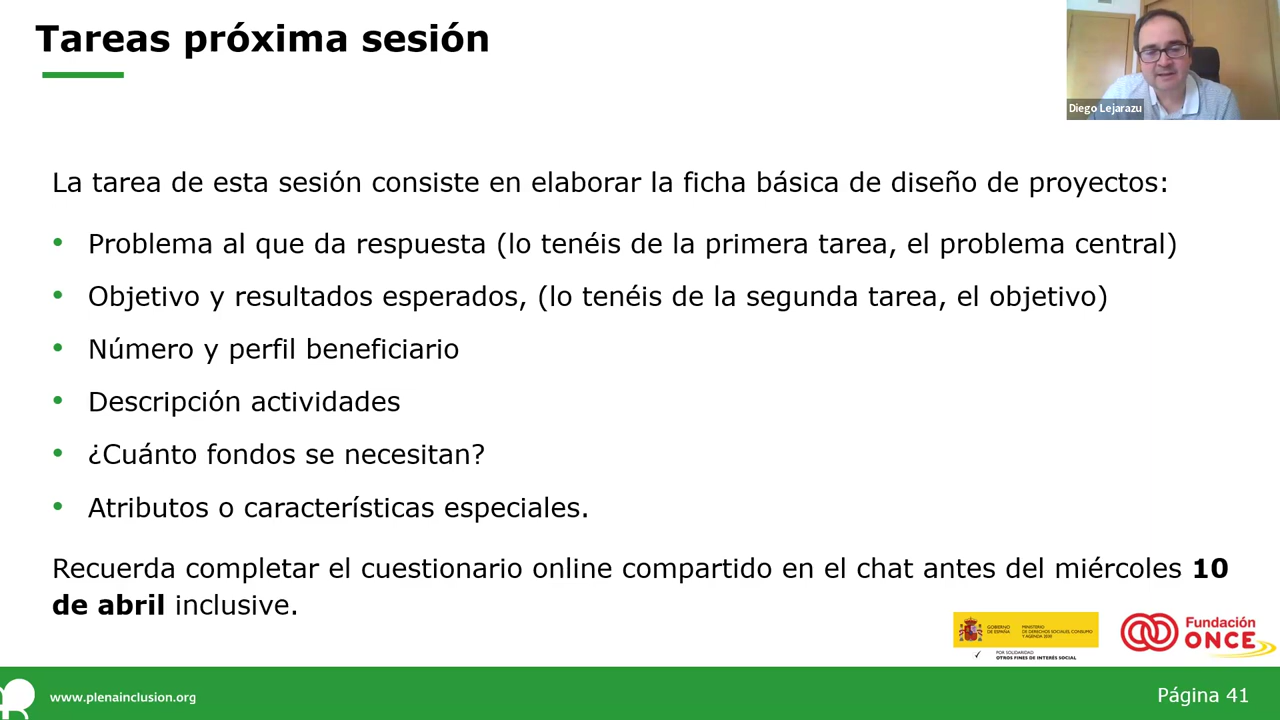 Tareas próxima sesión
Diego Lejarazu
La tarea de esta sesión consiste en elaborar la ficha básica de diseño de proyectos:
• Problema al que da respuesta (lo tenéis de la primera tarea, el problema central)
• Objetivo y resultados esperados, (lo tenéis de la segunda tarea, el objetivo)
• Número y perfil beneficiario
• Descripción actividades
• ¿Cuánto fondos se necesitan?
• Atributos o características especiales.
Recuerda completar el cuestionario online compartido en el chat antes del miércoles 10
de abril inclusive.
GOBIERNO
DE ESPAÑA
MINISTERIO
DE DERECHOS SOCIALES, CONSUMO
Y AGENDA 2030
POR SOLIDARIDAD
OTROS FINES DE INTERÉS SOCIAL
Fundación
ONCE
www.plenainclusion.org
Página 41